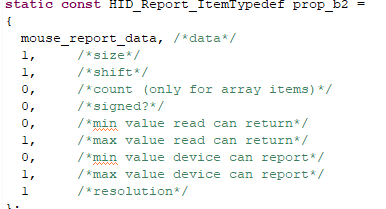 static const HID_Report_ItemTypedef prop_b2 =
{
mouse_report_data, /*data*/
1, /*size*/
1, /*shift*/
0, /*count (only for array items)*/
0, /*signed?*/
0, /*min value read can return*/
1, /*max value read can return*/
0, /*min value device can report*/
1, /*max value device can report*/
1 /*resolution*/
};